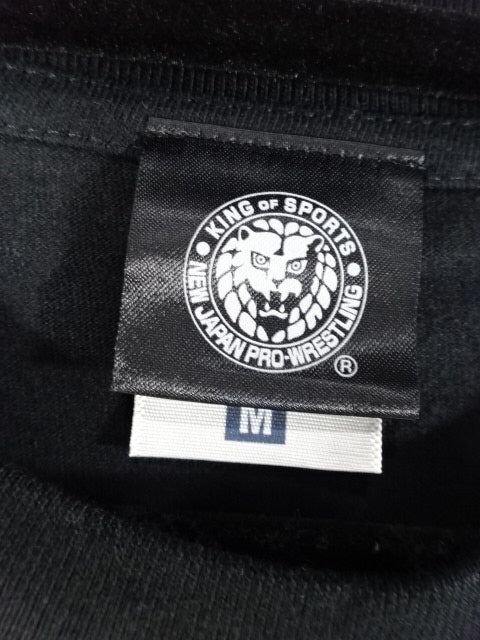 KING OF SPORTS
NEW JAPAN PRO-WRESTLING
®
M